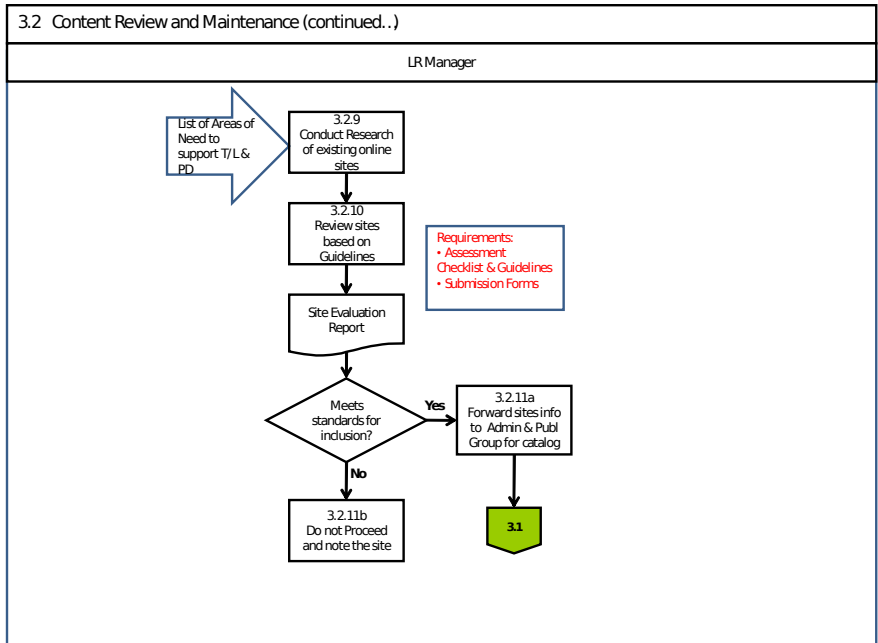 3.2 Content Review and Maintenance (continued…)
LR Manager
List of Areas of
Need to
support T/L &
PD
3.2.9
Conduct Research
of existing online
sites
3.2.10
Review sites
based on
Guidelines
Requirements:
• Assessment
Checklist & Guidelines
• Submission Forms
Site Evaluation
Report
Meets
standards for
inclusion?
Yes
3.2.11a
Forward sites info
to Admin & Publ
Group for catalog
No
3.2.11b
Do not Proceed
and note the site
3.1